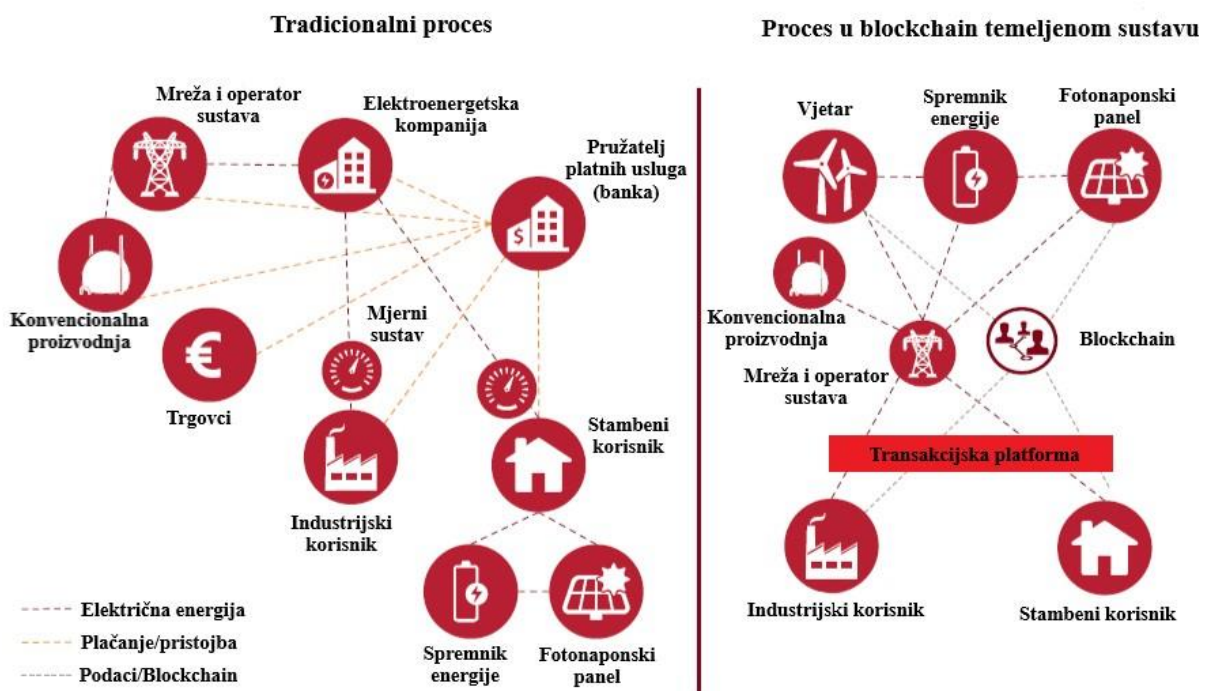 Tradicionalni proces
Mreža i operator
sustava
Elektroenergetska
kompanija
Pružatelj
platnih usluga
(banka)
$
Konvencionalna
proizvodnja
€
Trgovci
Mjerni
sustav
Industrijski
korisnik
Stambeni
korisnik
Spremnik
energije
Fotonaponski
panel
Električna energija
Plačanje/pristojba
Podaci/Blockchain
Proces u blockchain temeljenom sustavu
Vjetar
Spremnik
energije
Fotonaponski
panel
Konvencionalna
proizvodnja
Mreža i operator
sustava
Blockchain
Transakcijska platforma
Industrijski korisnik
Stambeni korisnik